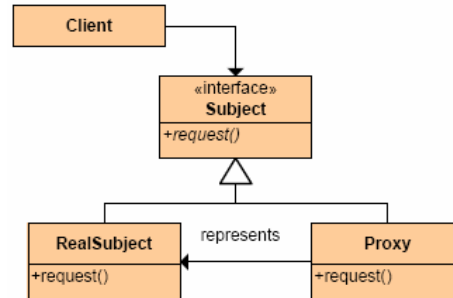 Client
«interface»
Subject
+request()
RealSubject
+request()
represents
Proxy
+request()